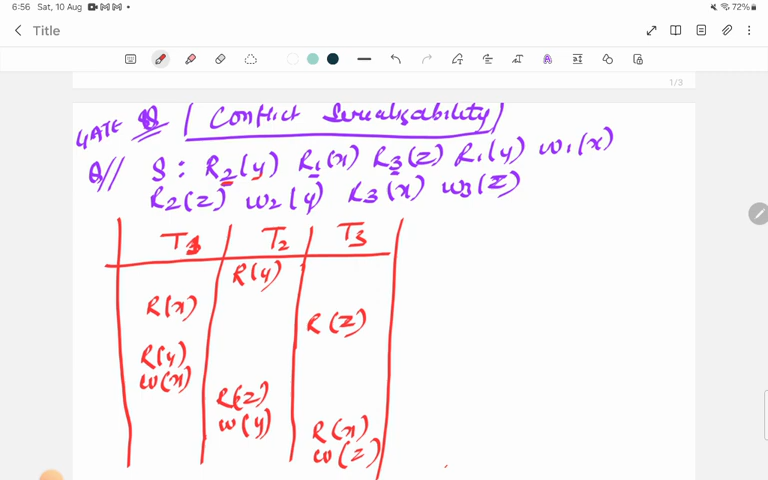 6:56 Sat, 10 Aug
72%
Title
1/3
GATE Q | Conflict Serialisability
Q// S : R2(y) R1(x) R3(z) R1(y) W1(x)
R2(z) W2(y) R3(x) W3(z)
T1 T2 T3
R(y)
R(x)
R(z)
R(y)
W(x)
R(z)
W(y)
R(x)
W(z)